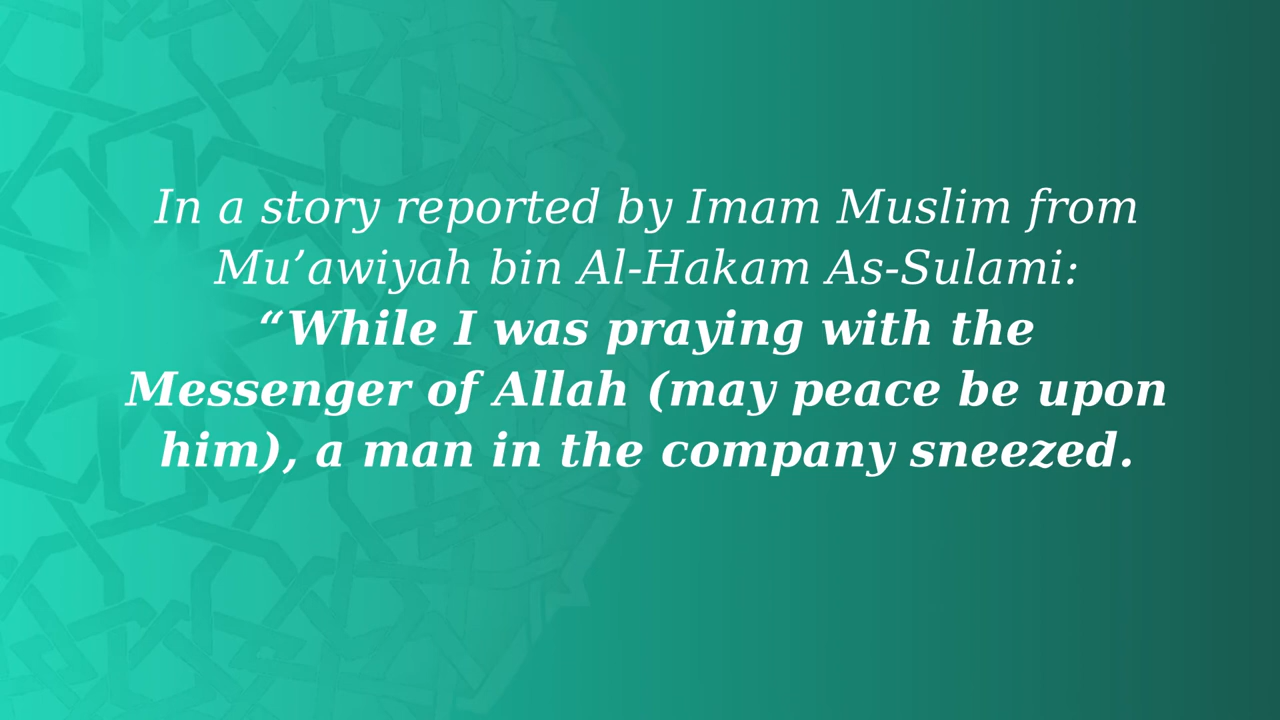 In a story reported by Imam Muslim from
Mu’awiyah bin Al-Hakam As-Sulami:
“While I was praying with the
Messenger of Allah (may peace be upon
him), a man in the company sneezed.